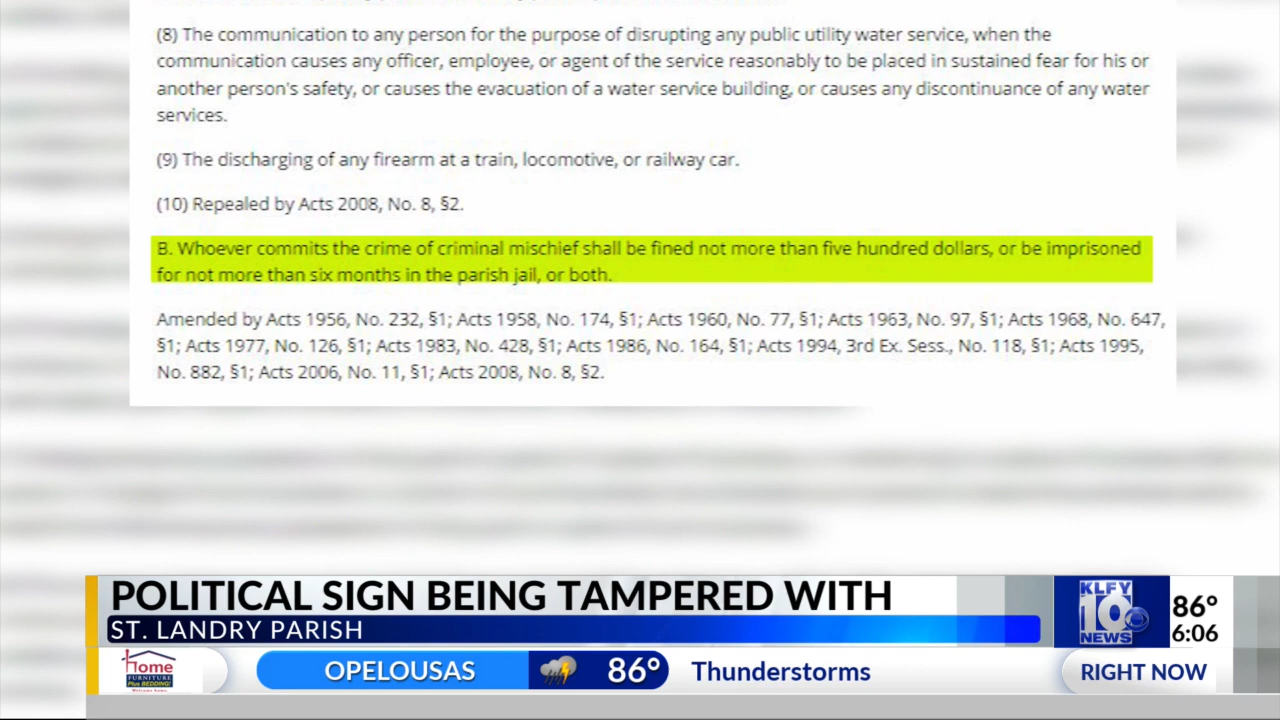 (8) The communication to any person for the purpose of disrupting any public utility water service, when the
communication causes any officer, employee, or agent of the service reasonably to be placed in sustained fear for his or
another person's safety, or causes the evacuation of a water service building, or causes any discontinuance of any water
services.
(9) The discharging of any firearm at a train, locomotive, or railway car.
(10) Repealed by Acts 2008, No. 8, §2.
B. Whoever commits the crime of criminal mischief shall be fined not more than five hundred dollars, or be imprisoned
for not more than six months in the parish jail, or both.
Amended by Acts 1956, No. 232, §1; Acts 1958, No. 174, §1; Acts 1960, No. 77, §1; Acts 1963, No. 97, §1; Acts 1968, No. 647,
§1; Acts 1977, No. 126, §1; Acts 1983, No. 428, §1; Acts 1986, No. 164, §1; Acts 1994, 3rd Ex. Sess., No. 118, §1; Acts 1995,
No. 882, §1; Acts 2006, No. 11, §1; Acts 2008, No. 8, §2.
POLITICAL SIGN BEING TAMPERED WITH
ST. LANDRY PARISH
KLFY
10
NEWS
86°
6:06
Home
FURNITURE
Plus BEDDING!
Welcome home.
OPELOUSAS
86°
Thunderstorms
RIGHT NOW